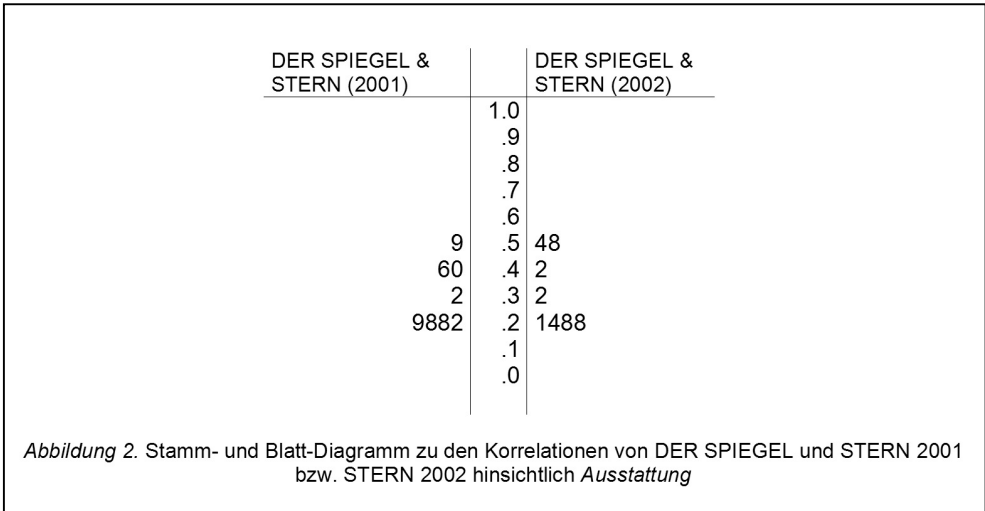 DER SPIEGEL & DER SPIEGEL &
STERN (2001) STERN (2002)
1.0
.9
.8
.7
.6
9 .5 48
60 .4 2
2 .3 2
9882 .2 1488
.1
.0
Abbildung 2. Stamm- und Blatt-Diagramm zu den Korrelationen von DER SPIEGEL und STERN 2001
bzw. STERN 2002 hinsichtlich Ausstattung